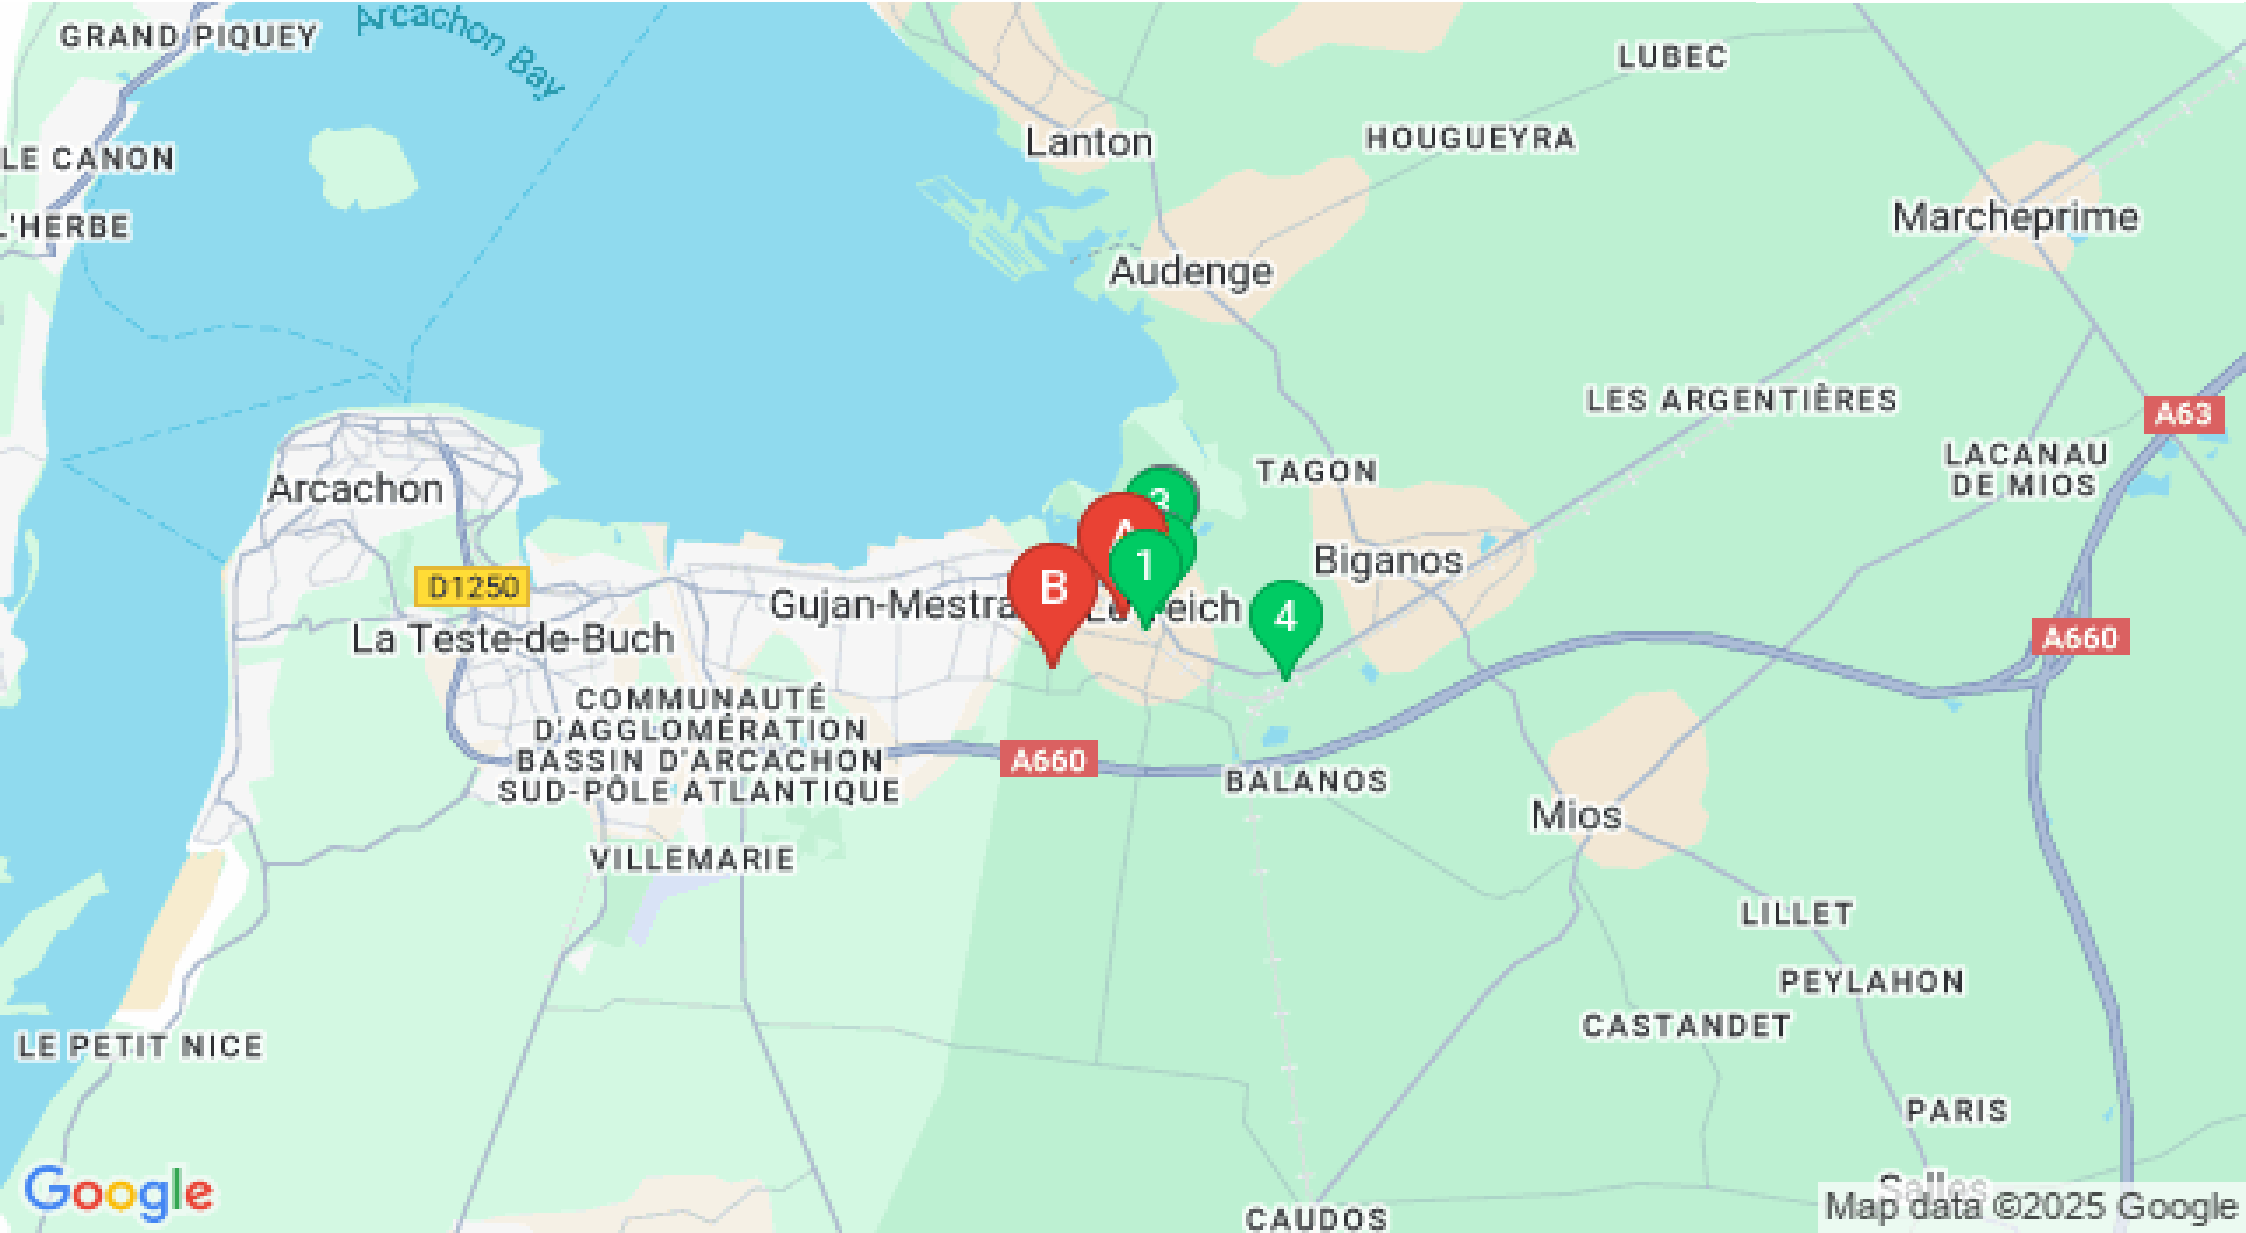 GRAND PIQUEY
Arcachon Bay
LUBEC
Lanton
HOUGUEYRA
LE CANON
L'HERBE
Marcheprime
Audenge
LES ARGENTIÈRES
A63
LACANAU
DE MIOS
TAGON
Arcachon
3
A
1
B
4
Biganos
D1250
Gujan-Mestra
La Teste-de-Buch
A660
COMMUNAUTÉ
D'AGGLOMÉRATION
BASSIN D'ARCACHON
SUD-PÔLE ATLANTIQUE
A660
BALANOS
Mios
VILLEMARIE
LILLET
PEYLAHON
CASTANDET
LE PETIT NICE
PARIS
Salles
Google
Map data ©2025 Google
CAUDOS